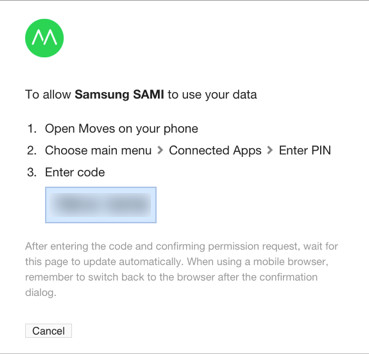 To allow Samsung SAMI to use your data
1. Open Moves on your phone
2. Choose main menu > Connected Apps > Enter PIN
3. Enter code
After entering the code and confirming permission request, wait for
this page to update automatically. When using a mobile browser,
remember to switch back to the browser after the confirmation
dialog.
Cancel